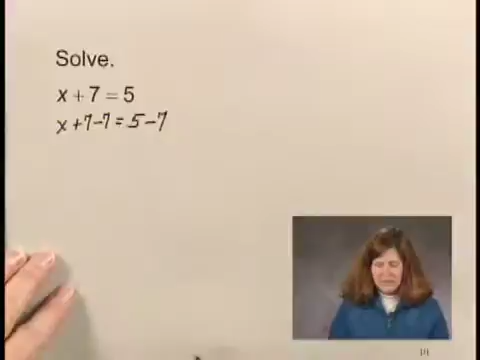 Solve.
x + 7 = 5
x + 7 - 7 = 5 - 7